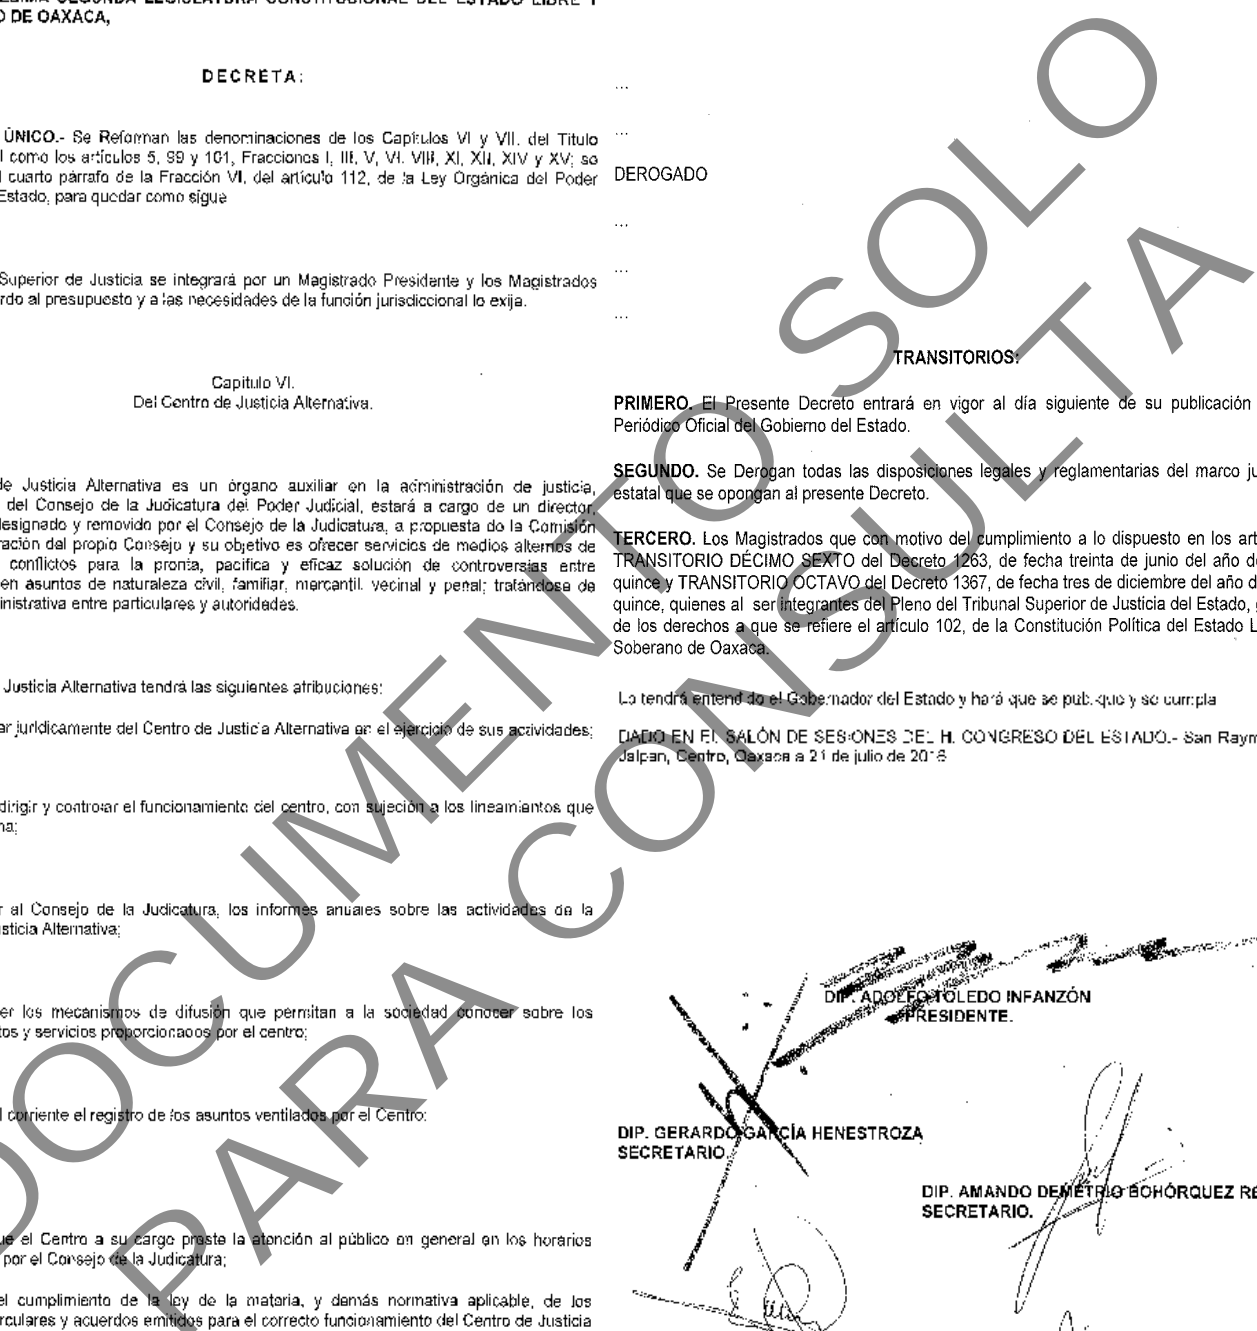 DE OAXACA,
DECRETA:
ÚNICO.- Se Reforman las denominaciones de los Capítulos VI y VII. del Título
como los artículos 5, 99 y 101, Fracciones I, III, V, VI. VIII, XI, XII, XIV y XV; se
cuarto párrafo de la Fracción VI, del artículo 112, de la Ley Orgánica del Poder
Estado, para quedar como sigue
Superior de Justicia se integrará por un Magistrado Presidente y los Magistrados
al presupuesto y a las necesidades de la función jurisdiccional lo exija.
Capítulo VI.
Del Centro de Justicia Alternativa.
de Justicia Alternativa es un órgano auxiliar en la administración de justicia,
del Consejo de la Judicatura del Poder Judicial, estará a cargo de un director,
designado y removido por el Consejo de la Judicatura, a propuesta de la Comisión
ración del propio Consejo y su objetivo es ofrecer servicios de medios alternos de
conflictos para la pronta, pacífica y eficaz solución de controversias entre
en asuntos de naturaleza civil, familiar, mercantil. vecinal y penal; tratándose de
ministrativa entre particulares y autoridades.
Justicia Alternativa tendrá las siguientes atribuciones:
ar jurídicamente del Centro de Justicia Alternativa en el ejercicio de sus actividades;
dirigir y controlar el funcionamiento del centro, con sujeción a los lineamientos que
na;
r al Consejo de la Judicatura, los informes anuales sobre las actividades de la
sticia Alternativa;
er los mecanismos de difusión que permitan a la sociedad conocer sobre los
tos y servicios proporcionados por el centro;
l corriente el registro de los asuntos ventilados por el Centro:
ue el Centro a su cargo preste la atención al público en general en los horarios
por el Consejo de la Judicatura;
el cumplimiento de la ley de la materia, y demás normativa aplicable, de los
rculares y acuerdos emitidos para el correcto funcionamiento del Centro de Justicia
...
...
DEROGADO
...
...
...
TRANSITORIOS:
PRIMERO. El Presente Decreto entrará en vigor al día siguiente de su publicación
Periódico Oficial del Gobierno del Estado.
SEGUNDO. Se Derogan todas las disposiciones legales y reglamentarias del marco ju
estatal que se opongan al presente Decreto.
TERCERO. Los Magistrados que con motivo del cumplimiento a lo dispuesto en los art
TRANSITORIO DÉCIMO SEXTO del Decreto 1263, de fecha treinta de junio del año d
quince y TRANSITORIO OCTAVO del Decreto 1367, de fecha tres de diciembre del año d
quince, quienes al ser integrantes del Pleno del Tribunal Superior de Justicia del Estado,
de los derechos a que se refiere el artículo 102, de la Constitución Política del Estado L
Soberano de Oaxaca.
Lo tendrá entendido el Gobernador del Estado y hará que se publique y se cumpla
DADO EN EL SALÓN DE SESIONES DEL H. CONGRESO DEL ESTADO.- San Raym
Jalpan, Centro, Oaxaca a 21 de julio de
DIP. ADOLFO TOLEDO INFANZÓN
PRESIDENTE.
DIP. GERARDO GARCÍA HENESTROZA
SECRETARIO.
DIP. AMANDO DEMETRIO BOHÓRQUEZ RE
SECRETARIO.
DOCUMENTO SOLO
PARA CONSULTA